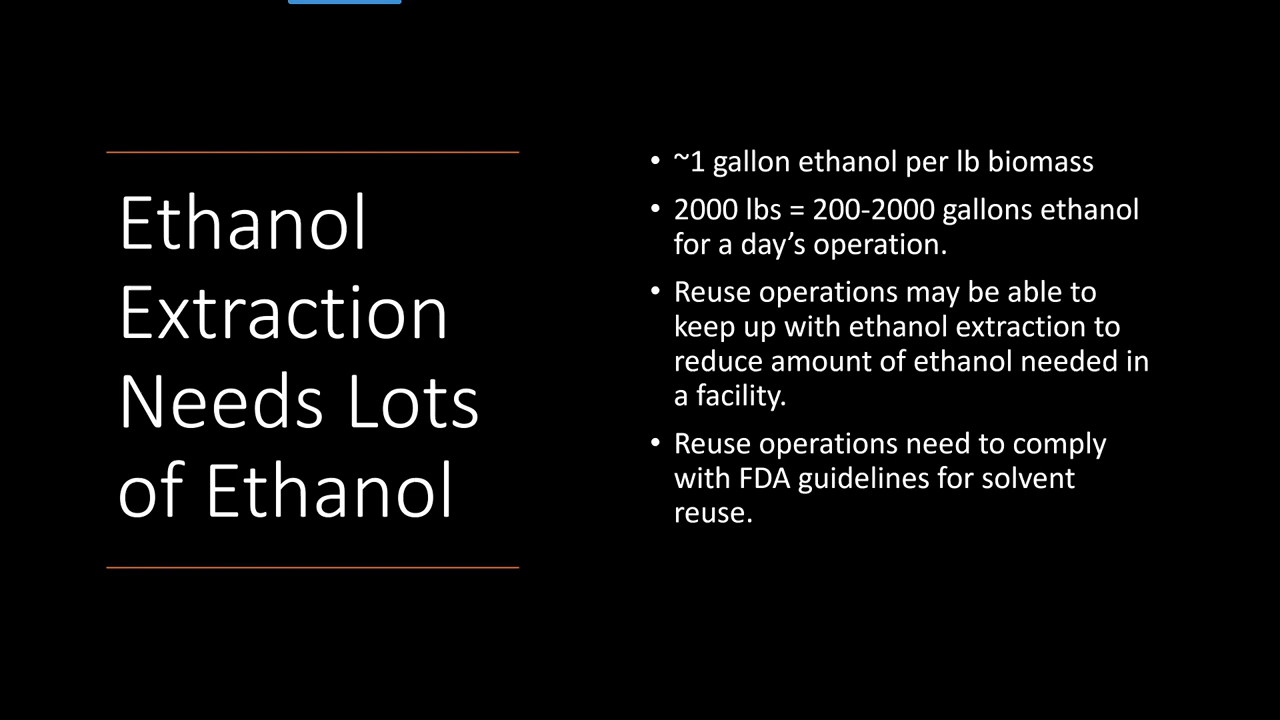 Ethanol
Extraction
Needs Lots
of Ethanol
• ~1 gallon ethanol per lb biomass
• 2000 lbs = 200-2000 gallons ethanol
for a day’s operation.
• Reuse operations may be able to
keep up with ethanol extraction to
reduce amount of ethanol needed in
a facility.
• Reuse operations need to comply
with FDA guidelines for solvent
reuse.